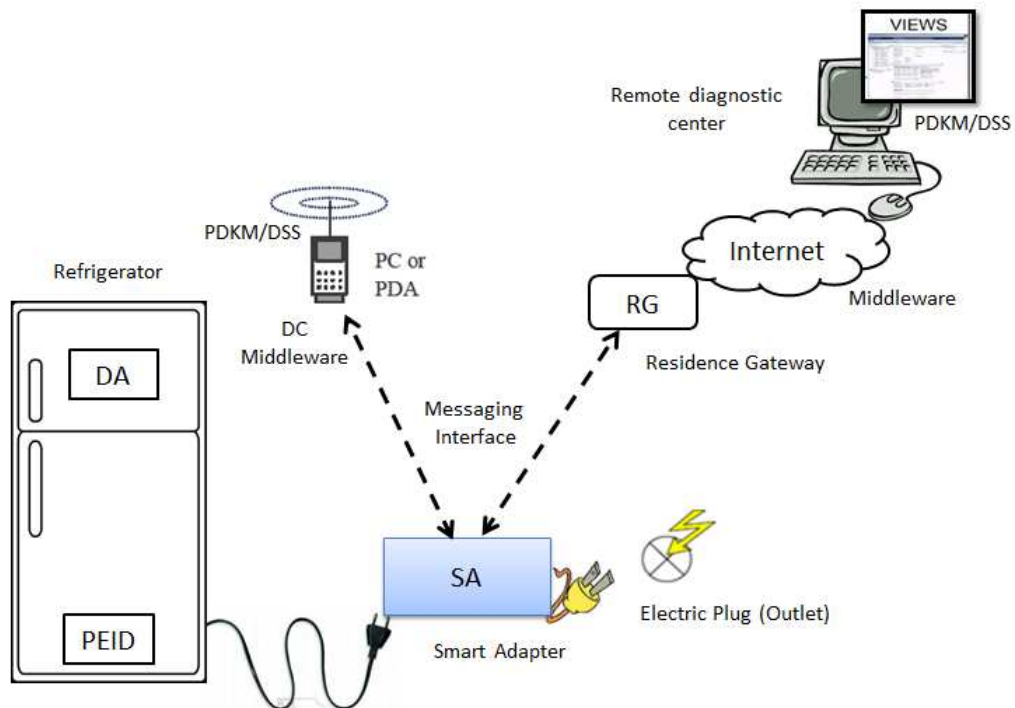 VIEWS
Remote diagnostic
center
PDKM/DSS
PDKM/DSS
PC or
PDA
Internet
Refrigerator
Middleware
RG
DC
Middleware
Residence Gateway
DA
Messaging
Interface
SA
Electric Plug (Outlet)
PEID
Smart Adapter